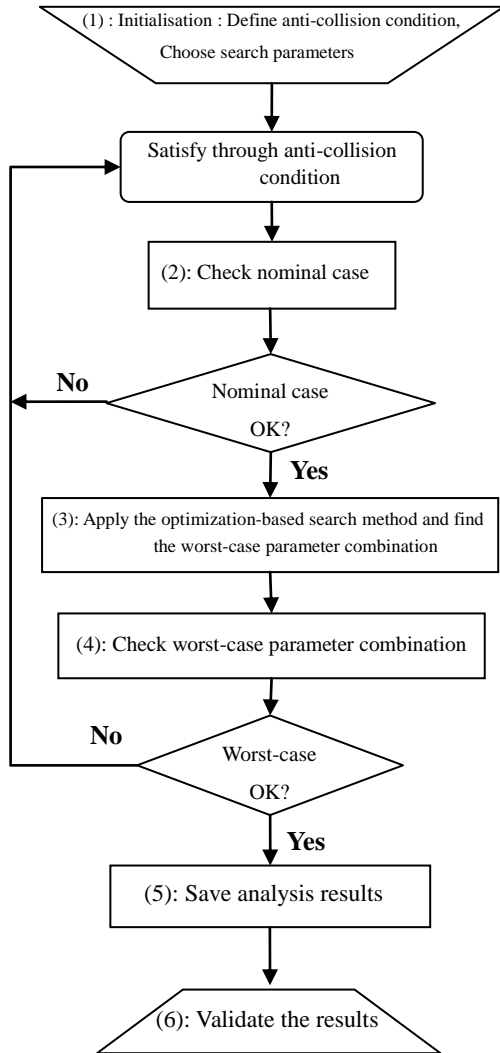 (1) : Initialisation : Define anti-collision condition,
Choose search parameters
Satisfy through anti-collision
condition
(2): Check nominal case
No
Nominal case
OK?
Yes
(3): Apply the optimization-based search method and find
the worst-case parameter combination
(4): Check worst-case parameter combination
No
Worst-case
OK?
Yes
(5): Save analysis results
(6): Validate the results